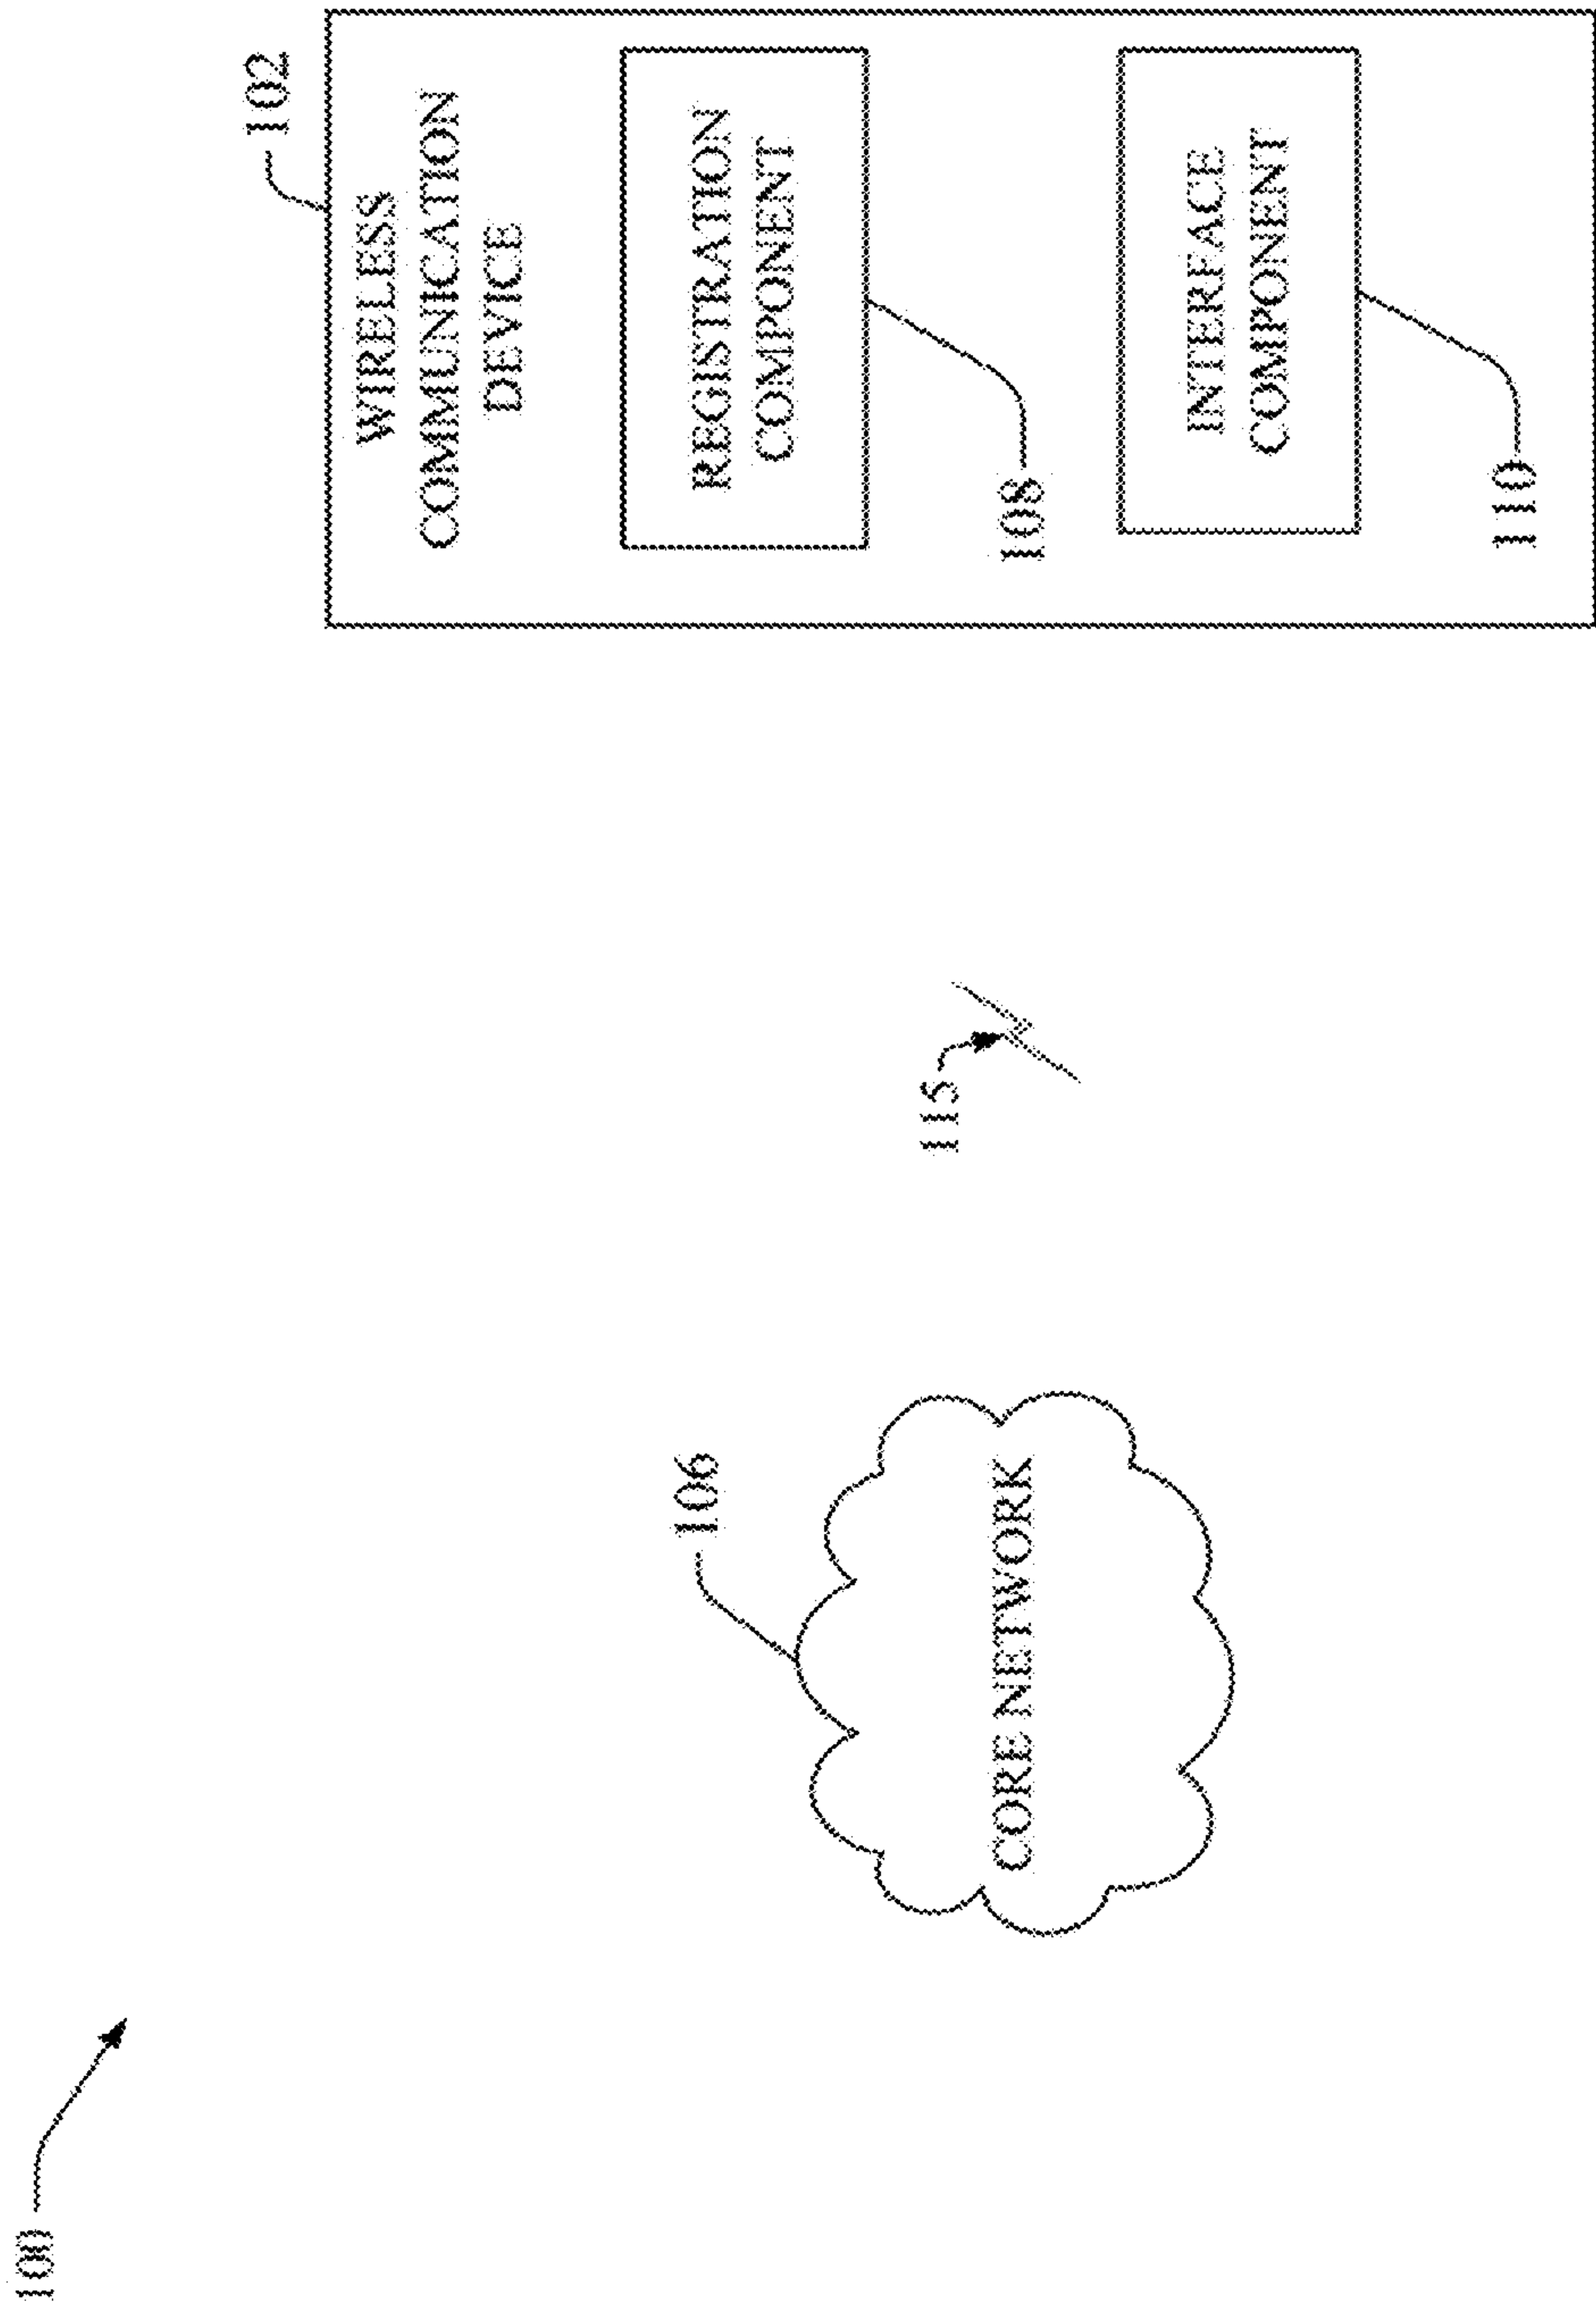 100
106
CORE NETWORK
115
102
WIRELESS
COMMUNICATION
DEVICE
REGISTRATION
COMPONENT
108
INTERFACE
COMPONENT
110